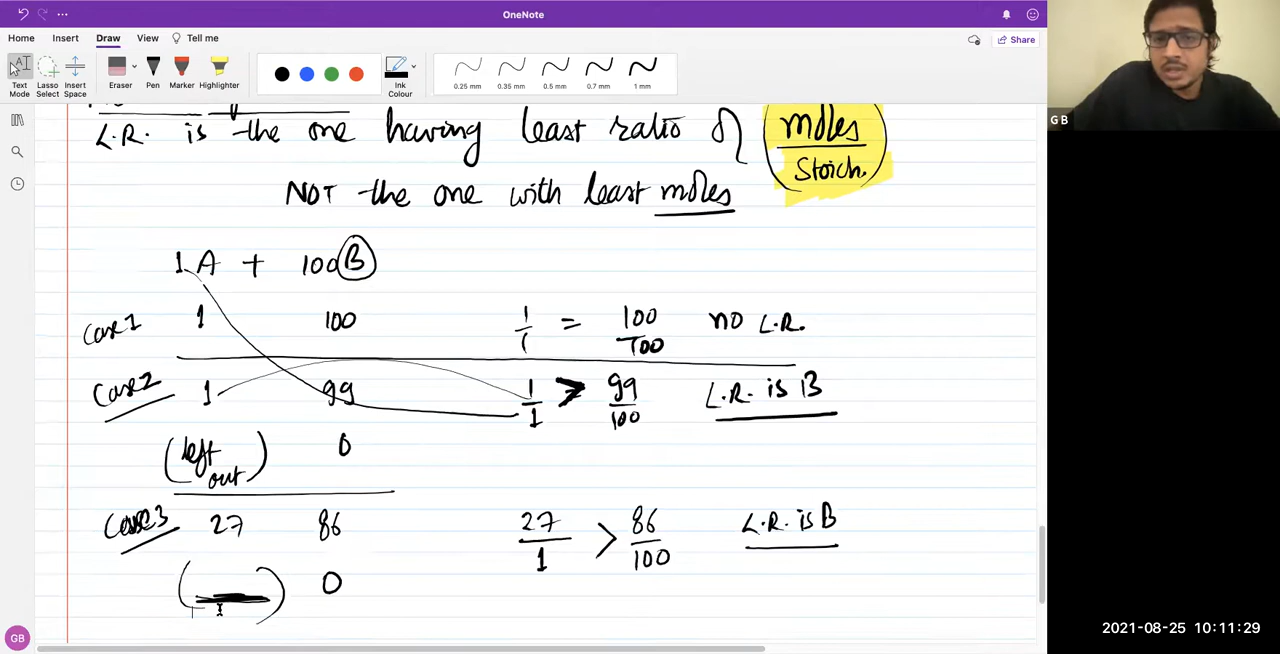 OneNote
Home Insert Draw View Tell me
Share
Text Mode
Lasso Select
Insert Space
Eraser
Pen
Marker
Highlighter
Ink Colour
0.25 mm 0.35 mm 0.5 mm 0.7 mm 1 mm
L.R. is the one having least ratio of (moles / Stoich.)
NOT the one with least moles
1A + 100B
Case1 1 100 1/1 = 100/100 no L.R.
Case2 1 99 1/1 > 99/100 L.R. is B
(left out) 0
Case3 27 86 27/1 > 86/100 L.R. is B
( ) 0
G B
GB
2021-08-25 10:11:29